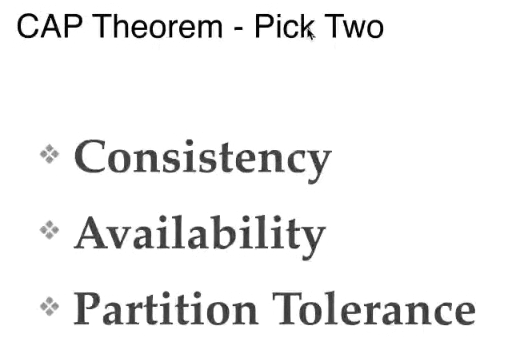 CAP Theorem - Pick Two
Consistency
Availability
Partition Tolerance